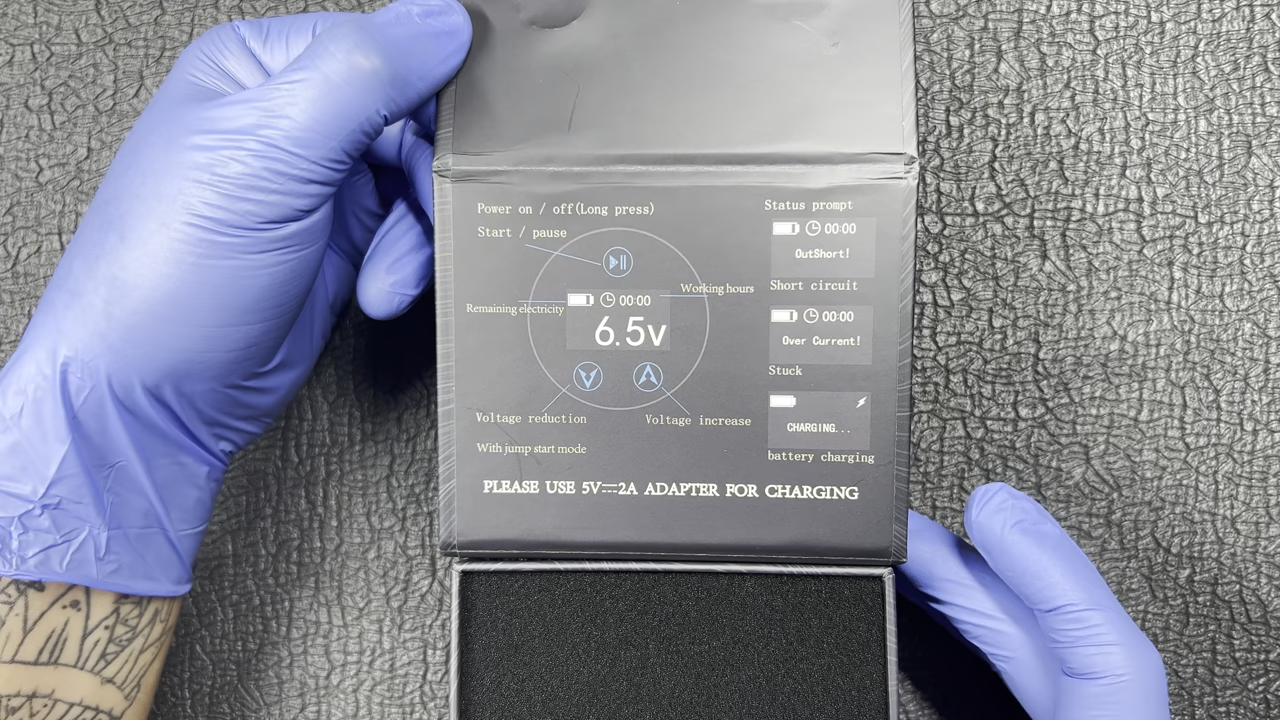 Power on / off(Long press)
Start / pause
Remaining electricity
00:00
Working hours
6.5v
Voltage reduction
Voltage increase
With jump start mode
Status prompt
00:00
OutShort!
Short circuit
00:00
Over Current!
Stuck
CHARGING...
battery charging
PLEASE USE 5V⎓2A ADAPTER FOR CHARGING